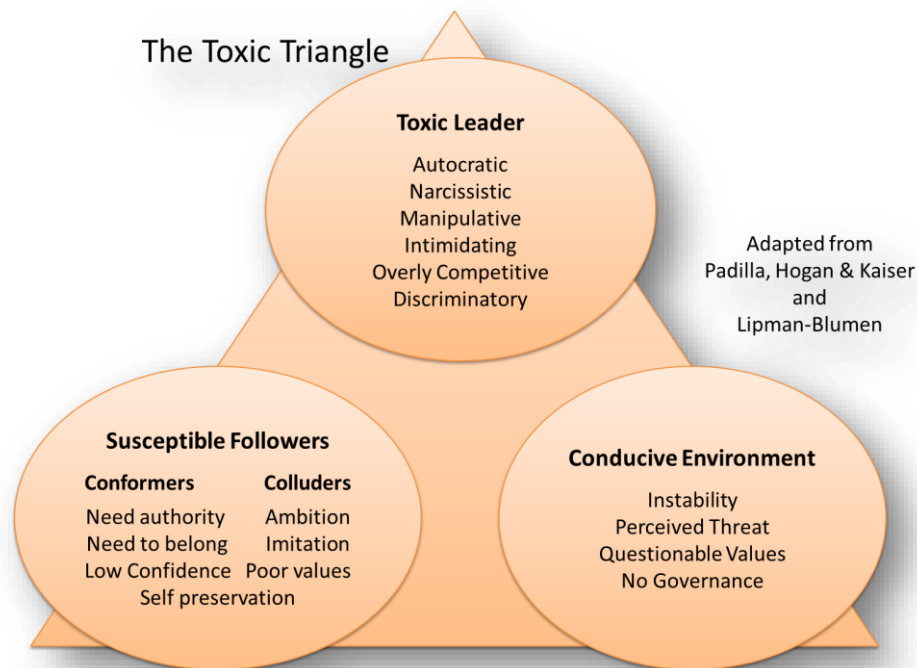 The Toxic Triangle
Toxic Leader
Autocratic
Narcissistic
Manipulative
Intimidating
Overly Competitive
Discriminatory
Adapted from
Padilla, Hogan & Kaiser
and
Lipman-Blumen
Susceptible Followers
Conformers Colluders
Need authority Ambition
Need to belong Imitation
Low Confidence Poor values
Self preservation
Conducive Environment
Instability
Perceived Threat
Questionable Values
No Governance